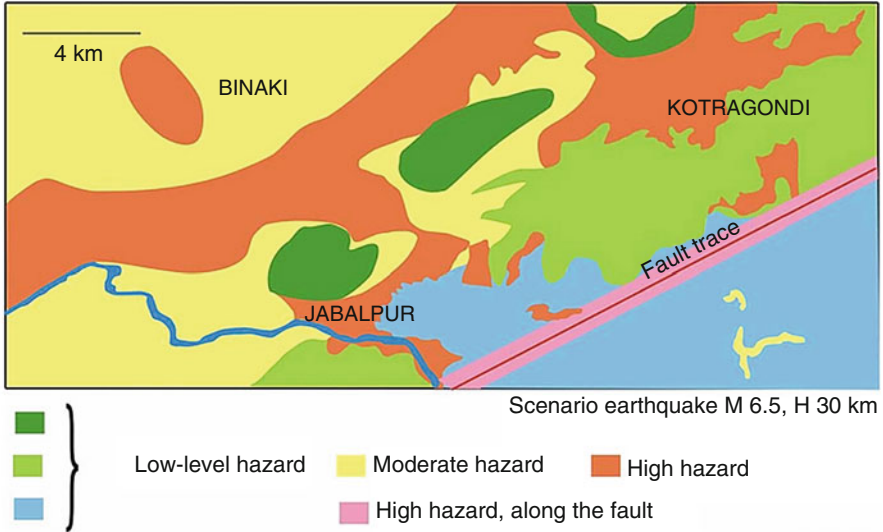 4 km
BINAKI
KOTRAGONDI
Fault trace
JABALPUR
Scenario earthquake M 6.5, H 30 km
Low-level hazard
Moderate hazard
High hazard
High hazard, along the fault